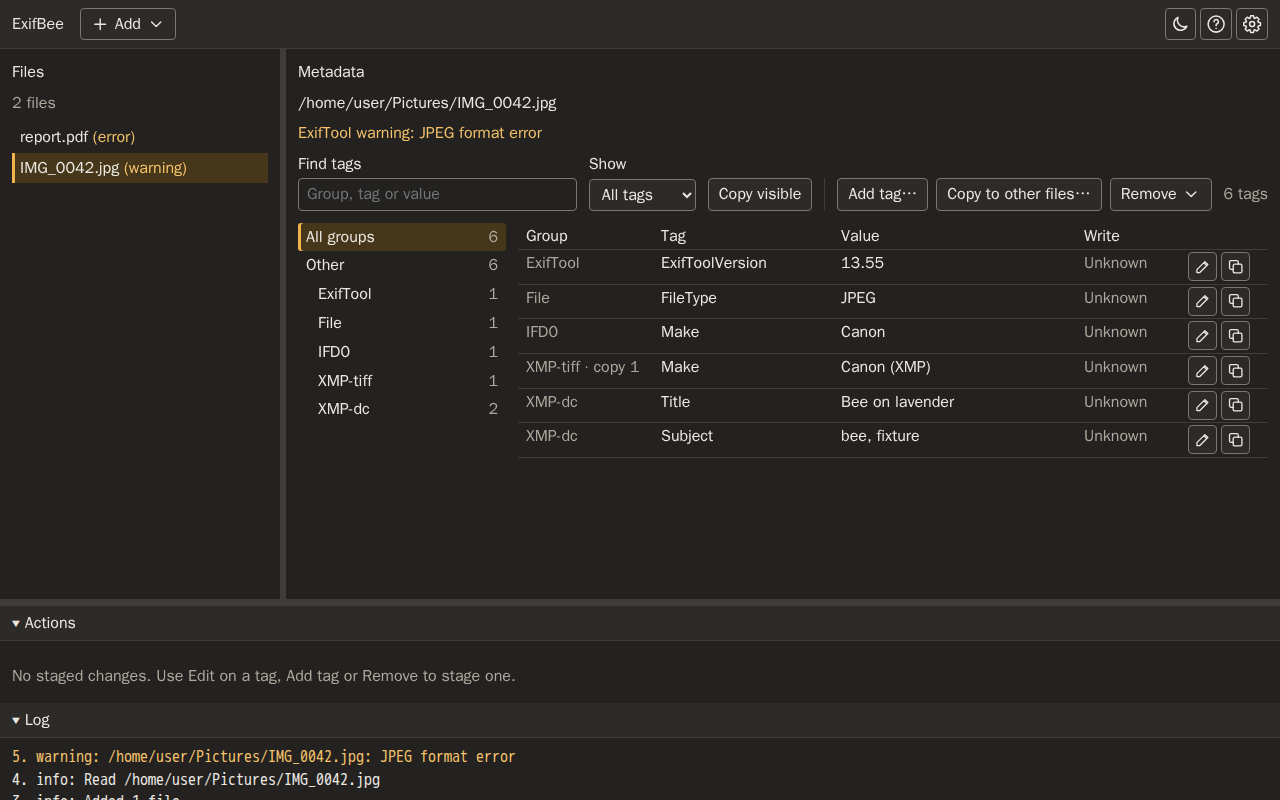 ExifBee
Add
Files
2 files
report.pdf (error)
IMG_0042.jpg (warning)
Metadata
/home/user/Pictures/IMG_0042.jpg
ExifTool warning: JPEG format error
Find tags
Show
Group, tag or value
All tags
Copy visible
Add tag···
Copy to other files···
Remove
6 tags
All groups 6
Other 6
ExifTool 1
File 1
IFD0 1
XMP-tiff 1
XMP-dc 2
Group Tag Value Write
ExifTool ExifToolVersion 13.55 Unknown
File FileType JPEG Unknown
IFD0 Make Canon Unknown
XMP-tiff · copy 1 Make Canon (XMP) Unknown
XMP-dc Title Bee on lavender Unknown
XMP-dc Subject bee, fixture Unknown
Actions
No staged changes. Use Edit on a tag, Add tag or Remove to stage one.
Log
5. warning: /home/user/Pictures/IMG_0042.jpg: JPEG format error
4. info: Read /home/user/Pictures/IMG_0042.jpg
3. info: Added 1 file